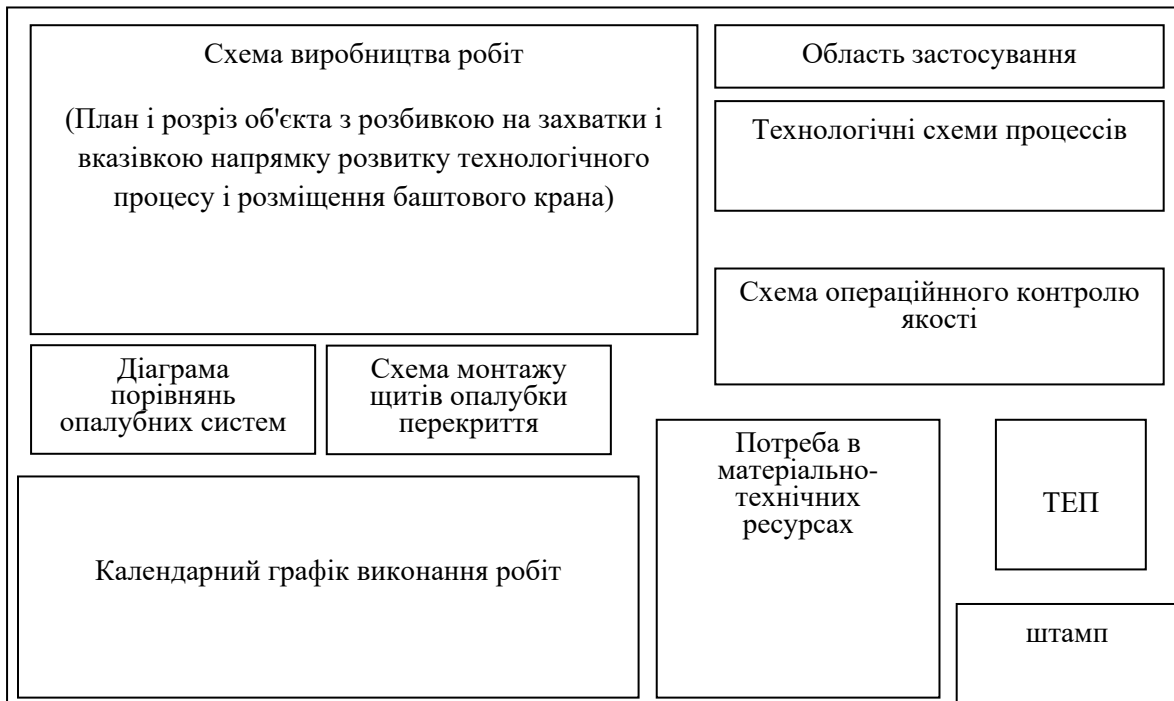 Схема виробництва робіт
(План і розріз об'єкта з розбивкою на захватки і
вказівкою напрямку розвитку технологічного
процесу і розміщення баштового крана)
Область застосування
Технологічні схеми процессів
Схема операційнного контролю
якості
Діаграма
порівнянь
опалубних систем
Схема монтажу
щитів опалубки
перекриття
Календарний графік виконання робіт
Потреба в
матеріально-
технічних
ресурсах
ТЕП
штамп